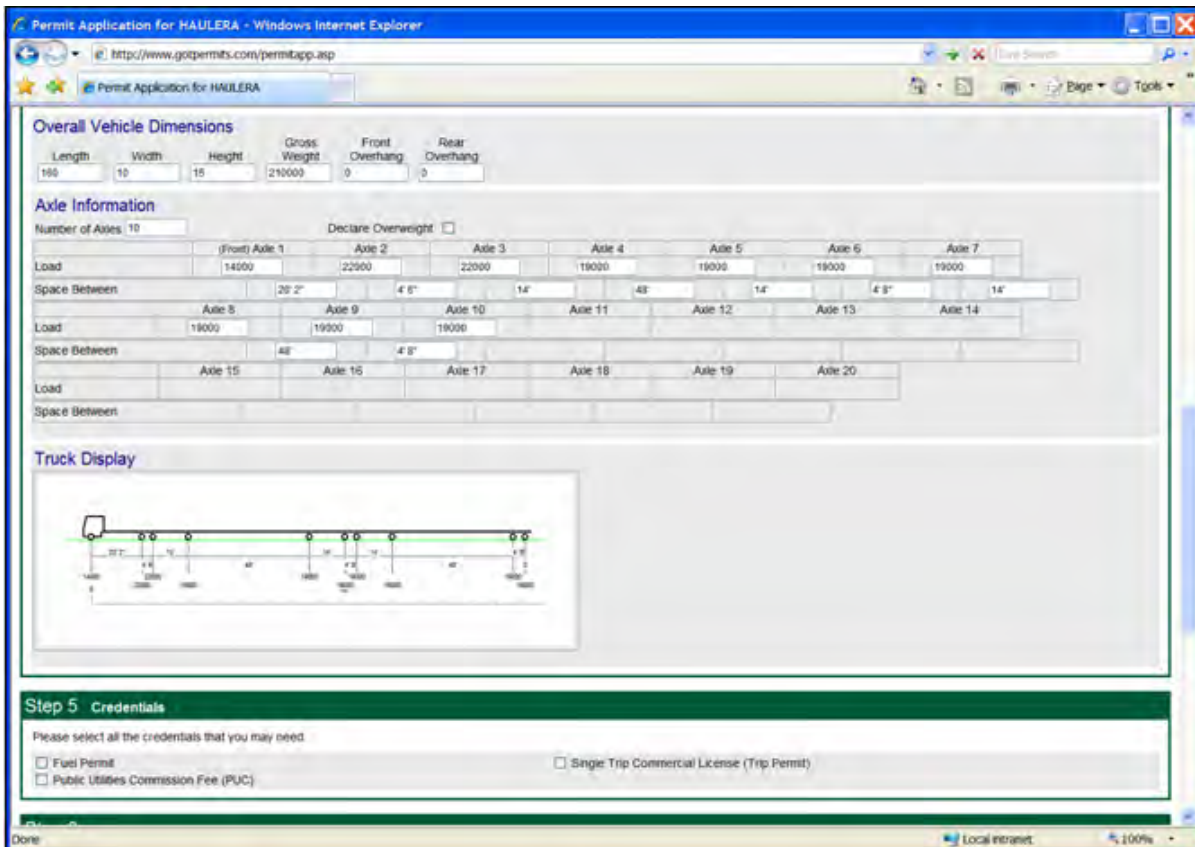 Permit Application for HAULERA - Windows Internet Explorer
http://www.gotpermits.com/permitapp.asp
Live Search
Permit Application for HAULERA
Page Tools
Overall Vehicle Dimensions
Length Width Height Gross Weight Front Overhang Rear Overhang
160 10 15 210000 0 0
Axle Information
Number of Axles 10 Declare Overweight
(Front) Axle 1 Axle 2 Axle 3 Axle 4 Axle 5 Axle 6 Axle 7
Load 14000 22000 22000 19000 19000 19000 19000
Space Between 20' 2" 4' 6" 14' 48' 14' 4' 8" 14'
Axle 8 Axle 9 Axle 10 Axle 11 Axle 12 Axle 13 Axle 14
Load 19000 19000 19000
Space Between 48' 4' 8"
Axle 15 Axle 16 Axle 17 Axle 18 Axle 19 Axle 20
Load
Space Between
Truck Display
Step 5 Credentials
Please select all the credentials that you may need.
Fuel Permit Single Trip Commercial License (Trip Permit)
Public Utilities Commission Fee (PUC)
Done Local intranet 100%